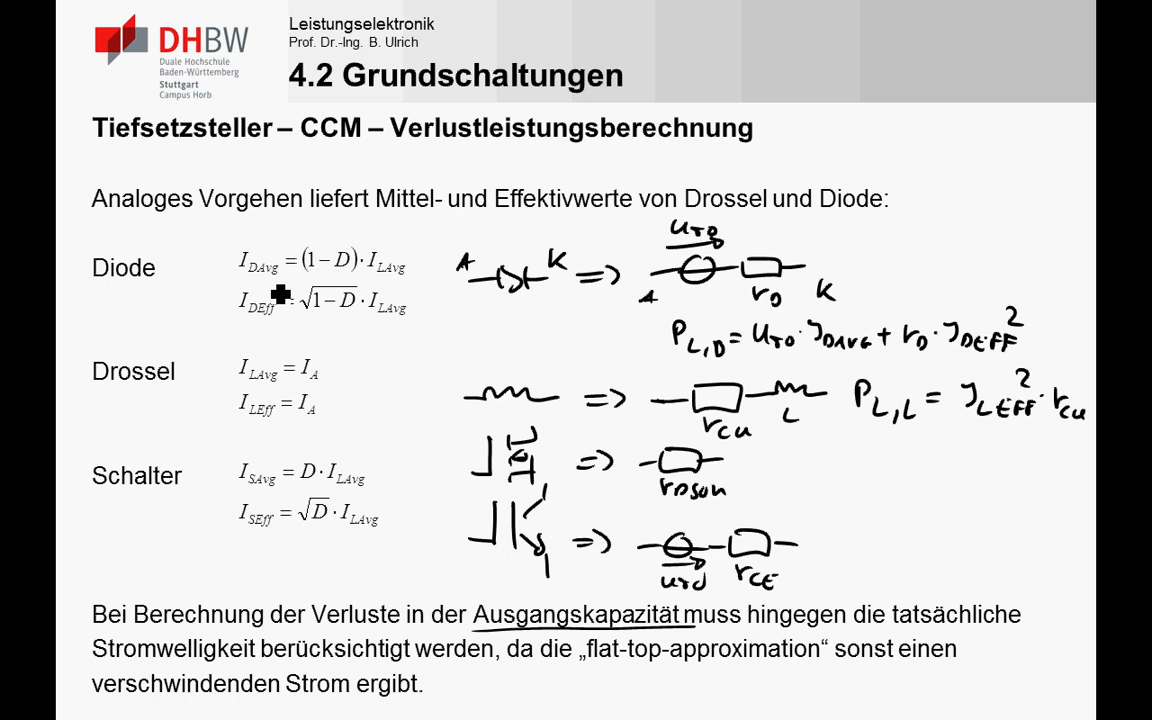 DHBW
Duale Hochschule
Baden-Württemberg
Stuttgart
Campus Horb
Leistungselektronik
Prof. Dr.-Ing. B. Ulrich
4.2 Grundschaltungen
Tiefsetzsteller – CCM – Verlustleistungsberechnung
Analoges Vorgehen liefert Mittel- und Effektivwerte von Drossel und Diode:
Diode
I_DAvg = (1 − D) · I_LAvg
I_DEff = √(1 − D) · I_LAvg
A K => u_TO A r_D K
P_L,D = u_TO · I_DAVG + r_D · I_DEFF²
Drossel
I_LAvg = I_A
I_LEff = I_A
=> r_cu L P_L,L = I_LEFF² · r_cu
Schalter
I_SAvg = D · I_LAvg
I_SEff = √D · I_LAvg
=> r_DSon
=> r_CE
Bei Berechnung der Verluste in der Ausgangskapazität muss hingegen die tatsächliche
Stromwelligkeit berücksichtigt werden, da die „flat-top-approximation“ sonst einen
verschwindenden Strom ergibt.